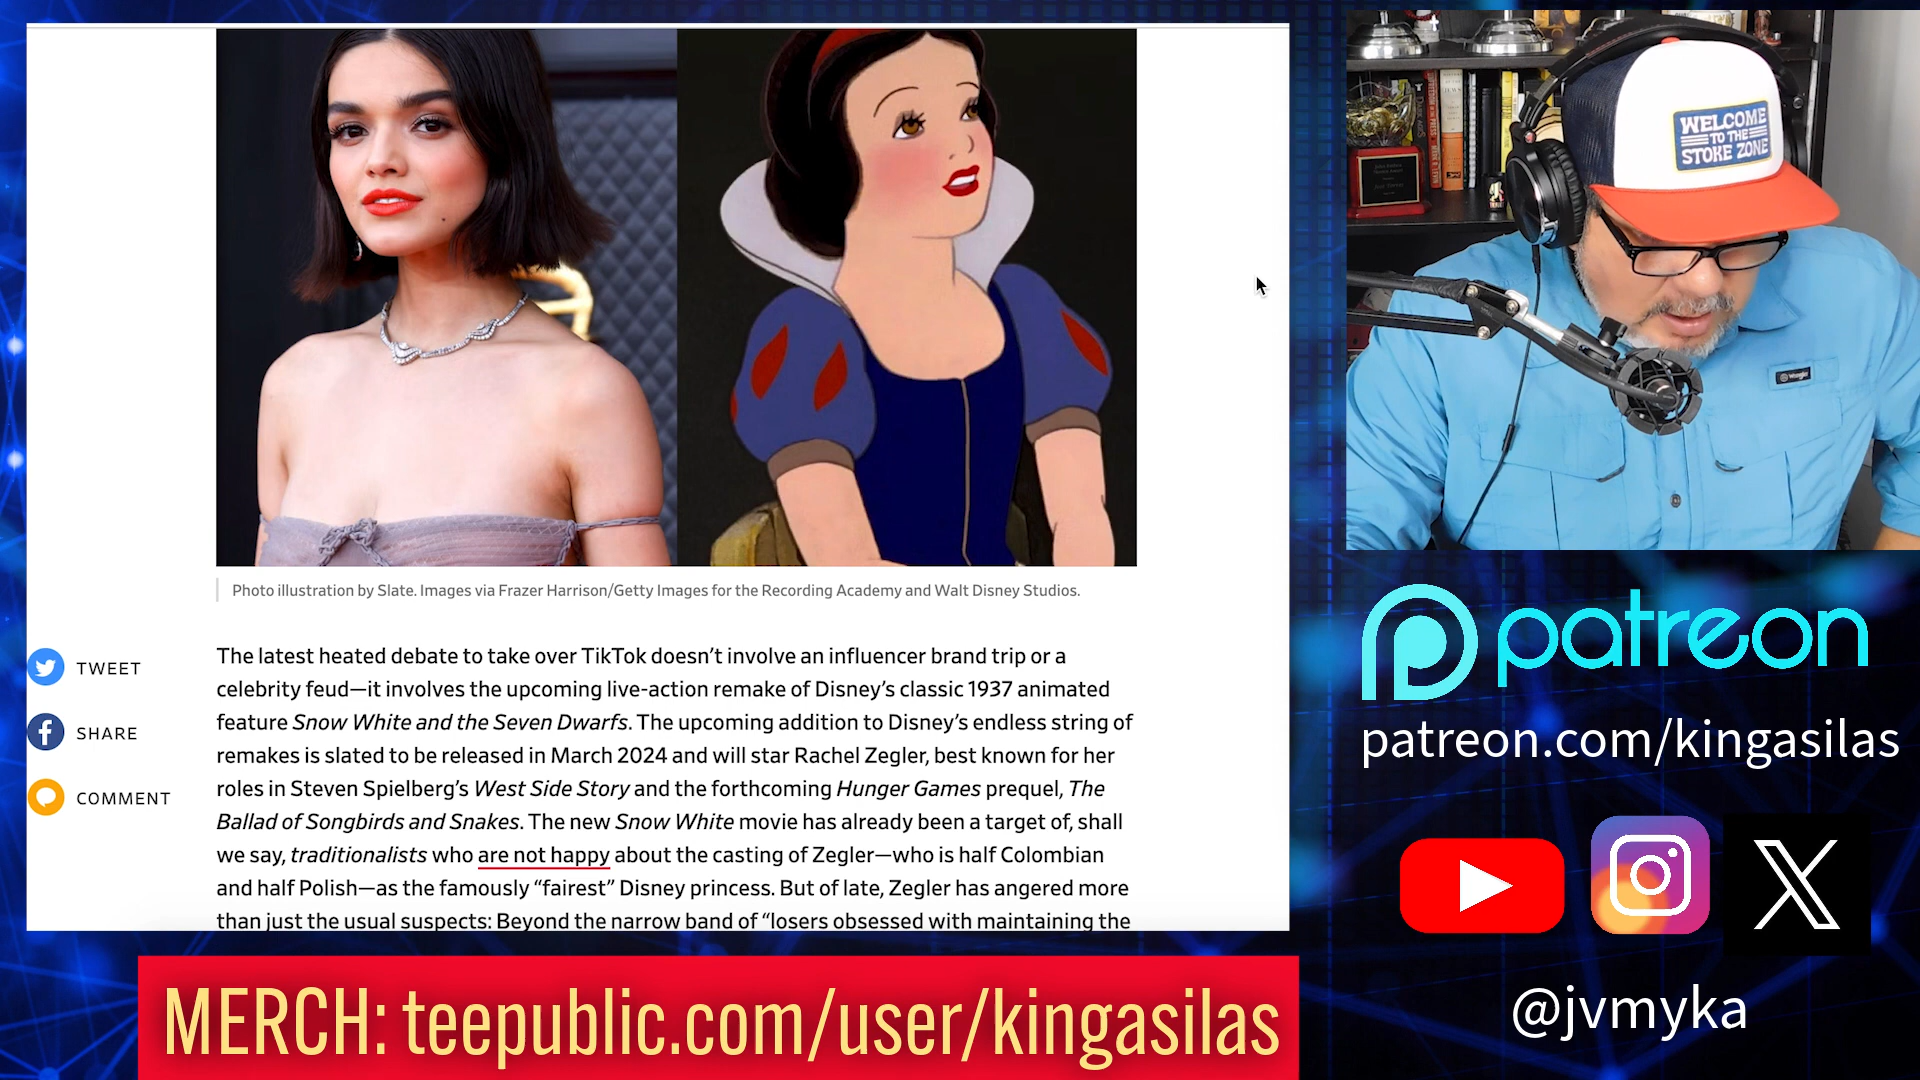 Photo illustration by Slate. Images via Frazer Harrison/Getty Images for the Recording Academy and Walt Disney Studios.
TWEET
SHARE
COMMENT
The latest heated debate to take over TikTok doesn’t involve an influencer brand trip or a
celebrity feud—it involves the upcoming live-action remake of Disney’s classic 1937 animated
feature Snow White and the Seven Dwarfs. The upcoming addition to Disney’s endless string of
remakes is slated to be released in March 2024 and will star Rachel Zegler, best known for her
roles in Steven Spielberg’s West Side Story and the forthcoming Hunger Games prequel, The
Ballad of Songbirds and Snakes. The new Snow White movie has already been a target of, shall
we say, traditionalists who are not happy about the casting of Zegler—who is half Colombian
and half Polish—as the famously “fairest” Disney princess. But of late, Zegler has angered more
than just the usual suspects: Beyond the narrow band of “losers obsessed with maintaining the
MERCH: teepublic.com/user/kingasilas
WELCOME
TO THE
STOKE ZONE
Wrangler
patreon
patreon.com/kingasilas
@jvmyka